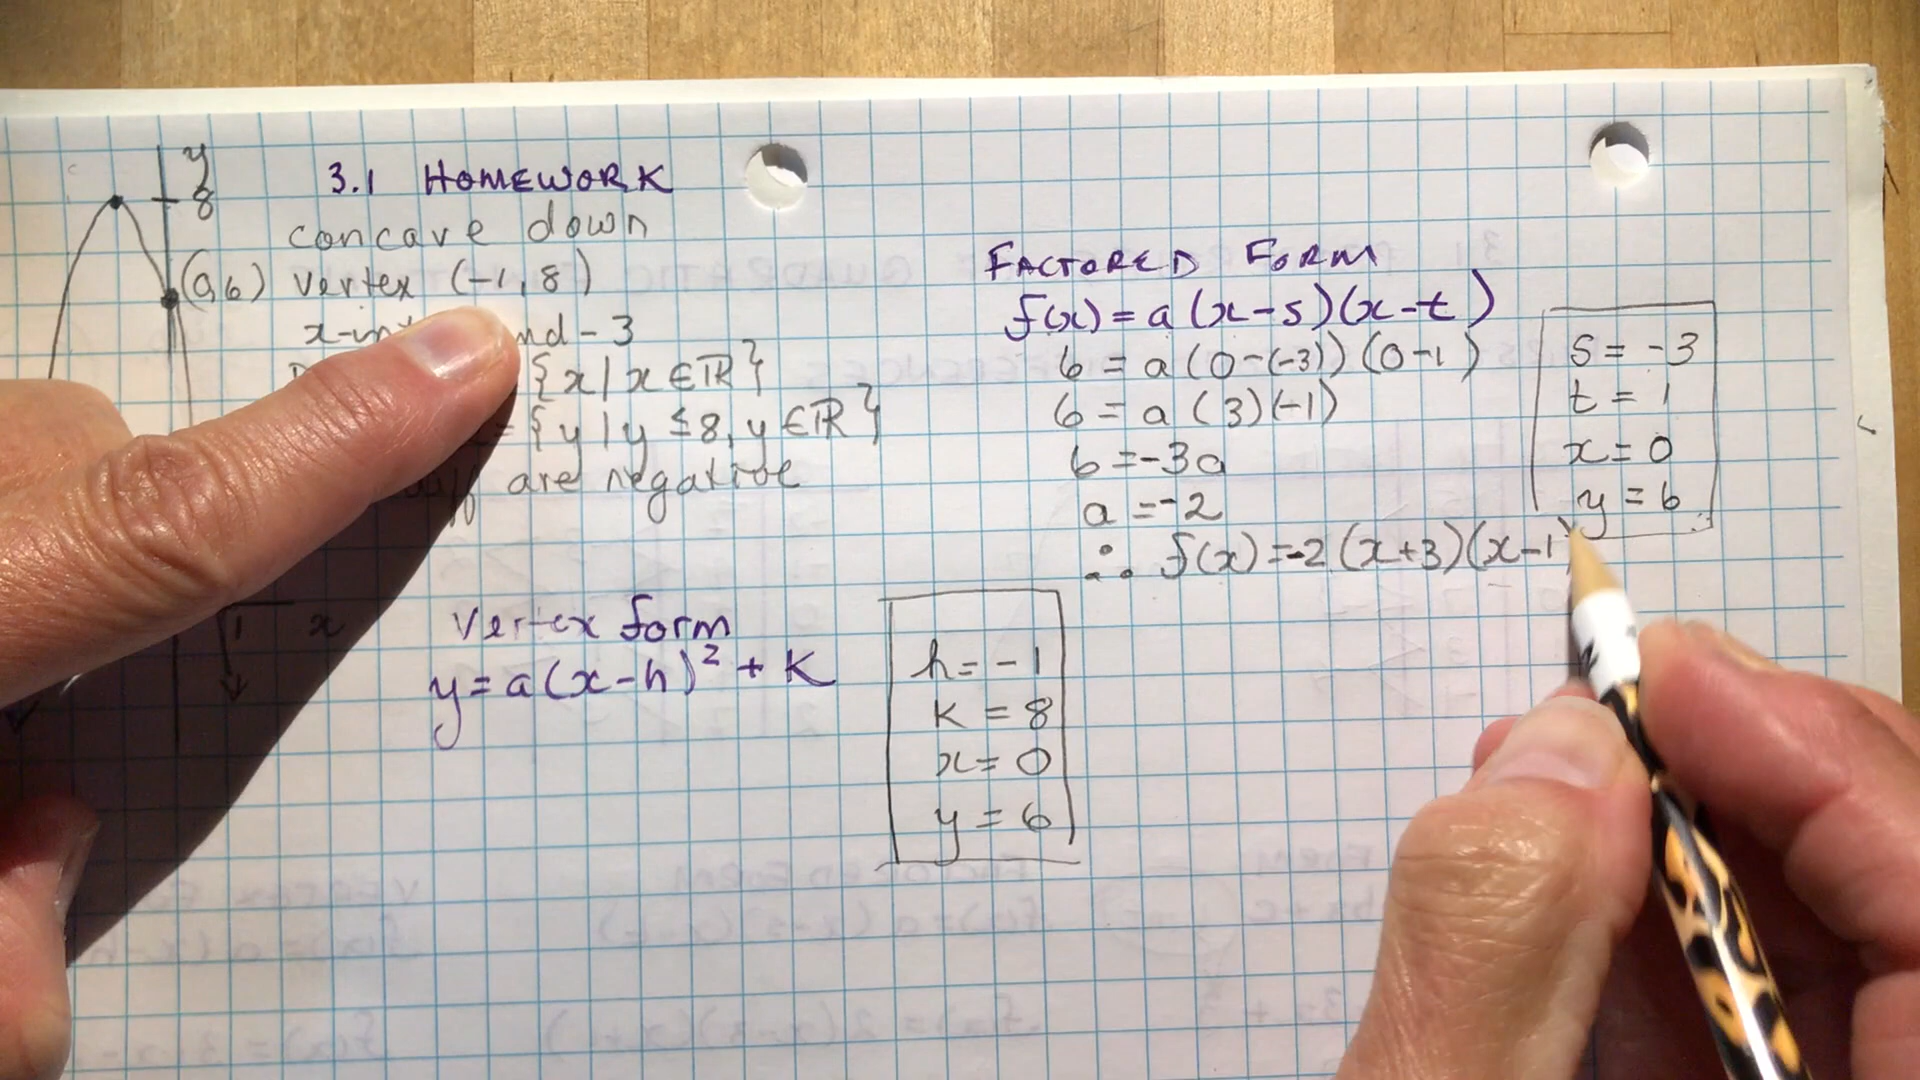 y
8
3.1 HOMEWORK
concave down
(0,6) vertex (-1, 8)
x-int and -3
{x | x ∈ ℝ}
= {y | y ≤ 8, y ∈ ℝ}
are negative
1 x
Vertex form
y = a(x-h)² + K
h = -1
K = 8
x = 0
y = 6
FACTORED FORM
f(x) = a(x-s)(x-t)
6 = a(0-(-3))(0-1)
6 = a(3)(-1)
6 = -3a
a = -2
∴ f(x) = -2(x+3)(x-1)
s = -3
t = 1
x = 0
y = 6